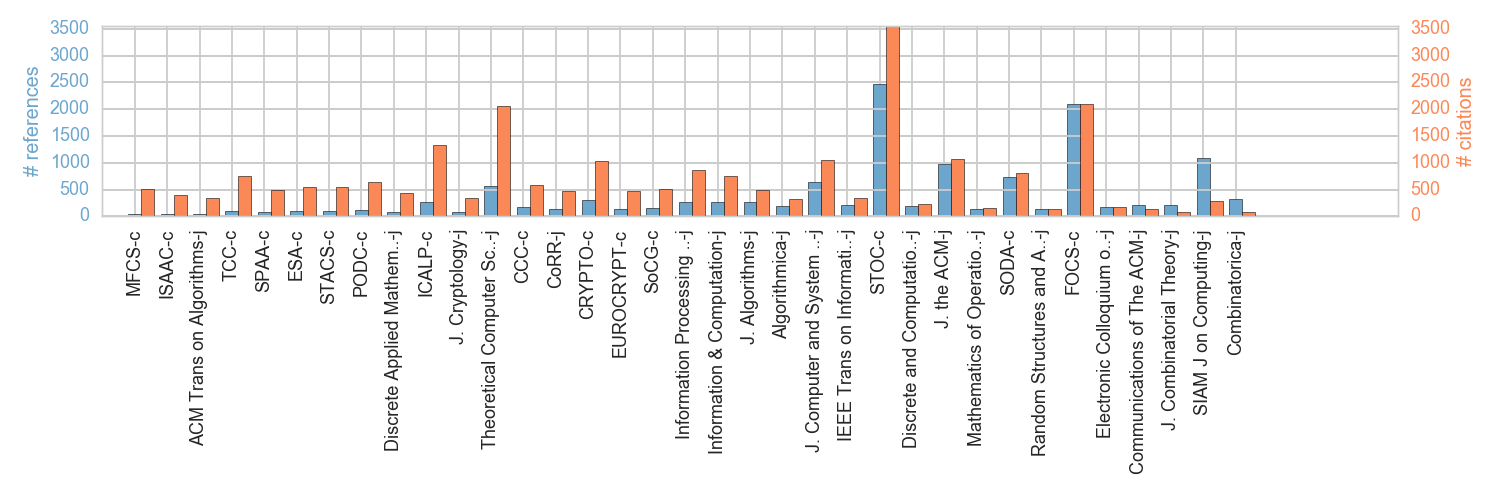 3500
3000
2500
2000
1500
1000
500
0
# references
3500
3000
2500
2000
1500
1000
500
0
# citations
MFCS-c
ISAAC-c
ACM Trans on Algorithms-j
TCC-c
SPAA-c
ESA-c
STACS-c
PODC-c
Discrete Applied Mathem..-j
ICALP-c
J. Cryptology-j
Theoretical Computer Sc..-j
CCC-c
CoRR-j
CRYPTO-c
EUROCRYPT-c
SoCG-c
Information Processing ..-j
Information & Computation-j
J. Algorithms-j
Algorithmica-j
J. Computer and System ..-j
IEEE Trans on Informati..-j
STOC-c
Discrete and Computatio..-j
J. the ACM-j
Mathematics of Operatio..-j
SODA-c
Random Structures and A..-j
FOCS-c
Electronic Colloquium o..-j
Communications of The ACM-j
J. Combinatorial Theory-j
SIAM J on Computing-j
Combinatorica-j